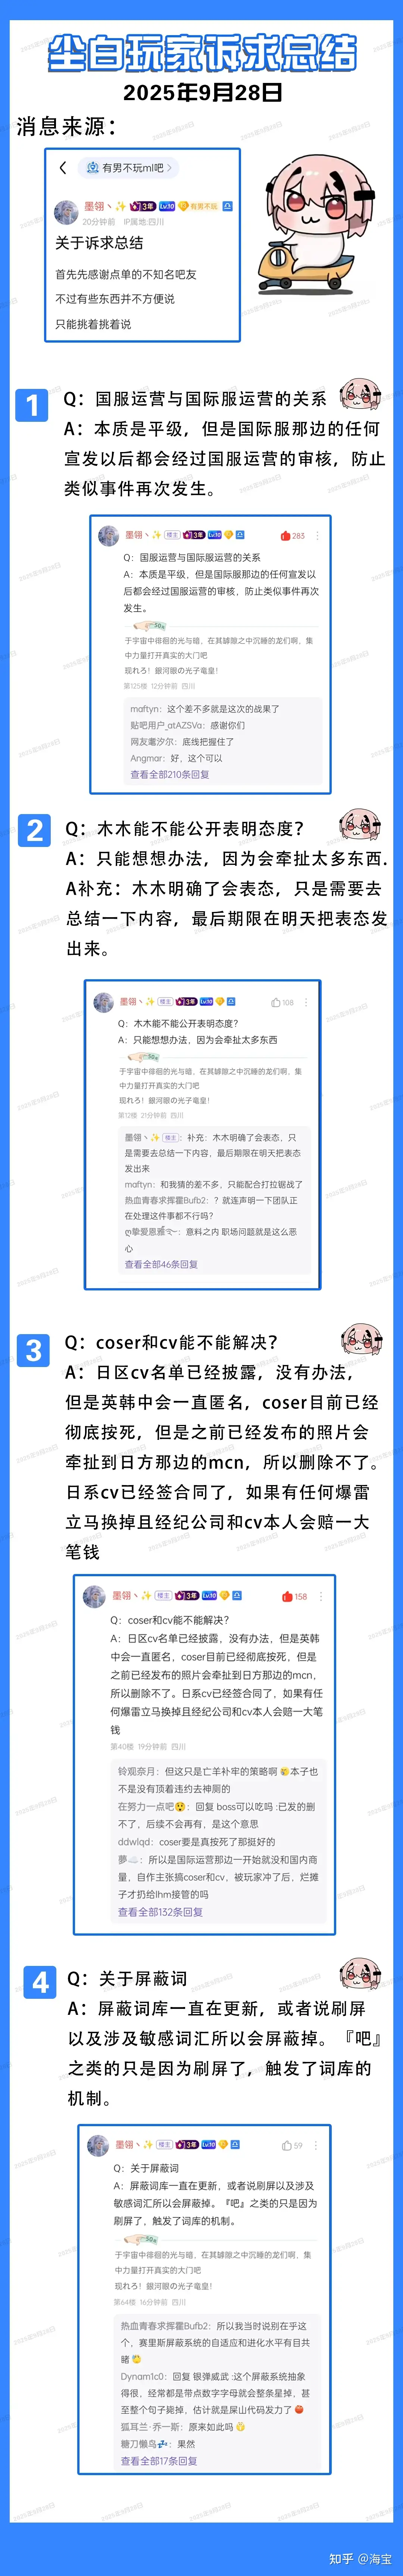 尘白玩家诉求总结
2025年9月28日
消息来源：
有男不玩ml吧
墨翎丶✨ 3年 Lv.10 有男不玩
20分钟前 IP属地:四川
关于诉求总结
首先先感谢点单的不知名吧友
不过有些东西并不方便说
只能挑着挑着说
1
Q：国服运营与国际服运营的关系
A：本质是平级，但是国际服那边的任何
宣发以后都会经过国服运营的审核，防止
类似事件再次发生。
墨翎丶✨ 楼主 3年 Lv.10 283
Q：国服运营与国际服运营的关系
A：本质是平级，但是国际服那边的任何宣发以
后都会经过国服运营的审核，防止类似事件再次
发生。
50
于宇宙中徘徊的光与暗，在其罅隙之中沉睡的龙们啊，集
中力量打开真实的大门吧
现れろ！銀河眼の光子竜皇！
第125楼 12分钟前 四川
maftyn：这个差不多就是这次的战果了
贴吧用户_atAZSVa：感谢你们
网友毫汐尔：底线把握住了
Angmar：好，这个可以
查看全部210条回复
2
Q：木木能不能公开表明态度？
A：只能想想办法，因为会牵扯太多东西.
A补充：木木明确了会表态，只是需要去
总结一下内容，最后期限在明天把表态发
出来。
墨翎丶✨ 楼主 3年 Lv.10 108
Q：木木能不能公开表明态度？
A：只能想想办法，因为会牵扯太多东西
50
于宇宙中徘徊的光与暗，在其罅隙之中沉睡的龙们啊，集
中力量打开真实的大门吧
现れろ！銀河眼の光子竜皇！
第12楼 21分钟前 四川
墨翎丶✨ 楼主：补充：木木明确了会表态，只
是需要去总结一下内容，最后期限在明天把表态
发出来
maftyn：和我猜的差不多，只能配合打拉锯战了
热血青春求挥霍Bufb2：？就连声明一下团队正
在处理这件事都不行吗？
意料之内 职场问题就是这么恶
心
查看全部46条回复
3
Q：coser和cv能不能解决？
A：日区cv名单已经披露，没有办法，
但是英韩中会一直匿名，coser目前已经
彻底按死，但是之前已经发布的照片会
牵扯到日方那边的mcn，所以删除不了。
日系cv已经签合同了，如果有任何爆雷
立马换掉且经纪公司和cv本人会赔一大
笔钱
墨翎丶✨ 楼主 3年 Lv.10 158
Q：coser和cv能不能解决？
A：日区cv名单已经披露，没有办法，但是英韩
中会一直匿名，coser目前已经彻底按死，但是
之前已经发布的照片会牵扯到日方那边的mcn，
所以删除不了。日系cv已经签合同了，如果有任
何爆雷立马换掉且经纪公司和cv本人会赔一大笔
钱
第40楼 19分钟前 四川
铃观奈月：但这只是亡羊补牢的策略啊 本子也
不是没有顶着违约去神厕的
在努力一点吧😲：回复 boss可以吃吗 :已发的删
不了，后续不会再有，是这个意思
ddwlqd：coser要是真按死了那挺好的
夢☁️：所以是国际运营那边一开始就没和国内商
量，自作主张搞coser和cv，被玩家冲了后，烂摊
子才扔给lhm接管的吗
查看全部132条回复
4
Q：关于屏蔽词
A：屏蔽词库一直在更新，或者说刷屏
以及涉及敏感词汇所以会屏蔽掉。『吧』
之类的只是因为刷屏了，触发了词库的
机制。
墨翎丶✨ 楼主 3年 Lv.10 59
Q：关于屏蔽词
A：屏蔽词库一直在更新，或者说刷屏以及涉及
敏感词汇所以会屏蔽掉。『吧』之类的只是因为
刷屏了，触发了词库的机制。
50
于宇宙中徘徊的光与暗，在其罅隙之中沉睡的龙们啊，集
中力量打开真实的大门吧
现れろ！銀河眼の光子竜皇！
第64楼 16分钟前 四川
热血青春求挥霍Bufb2：所以我当时说别在乎这
个，赛里斯屏蔽系统的自适应和进化水平有目共
睹
Dynam1c0：回复 银弹威武 :这个屏蔽系统抽象
得很，经常都是带点数字字母就会整条星掉，甚
至整个句子毙掉，估计就是屎山代码发力了
狐耳兰·乔一斯：原来如此吗
糖刀懒鸟💤：果然
查看全部17条回复
知乎 @海宝